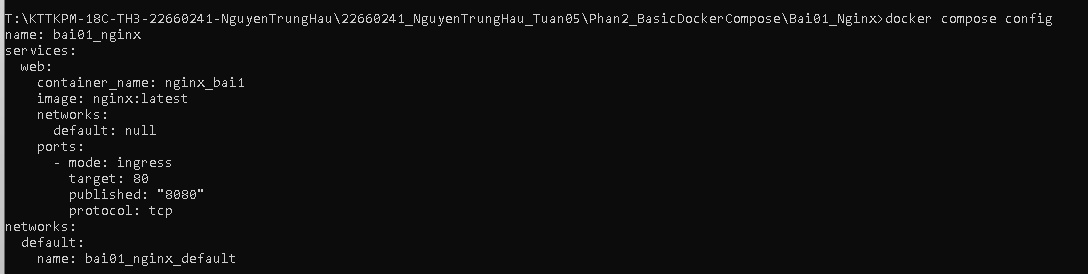 T:\KTTKPM-18C-TH3-22660241-NguyenTrungHau\22660241_NguyenTrungHau_Tuan05\Phan2_BasicDockerCompose\Bai01_Nginx>docker compose config
name: bai01_nginx
services:
  web:
    container_name: nginx_bai1
    image: nginx:latest
    networks:
      default: null
    ports:
      - mode: ingress
        target: 80
        published: "8080"
        protocol: tcp
networks:
  default:
    name: bai01_nginx_default